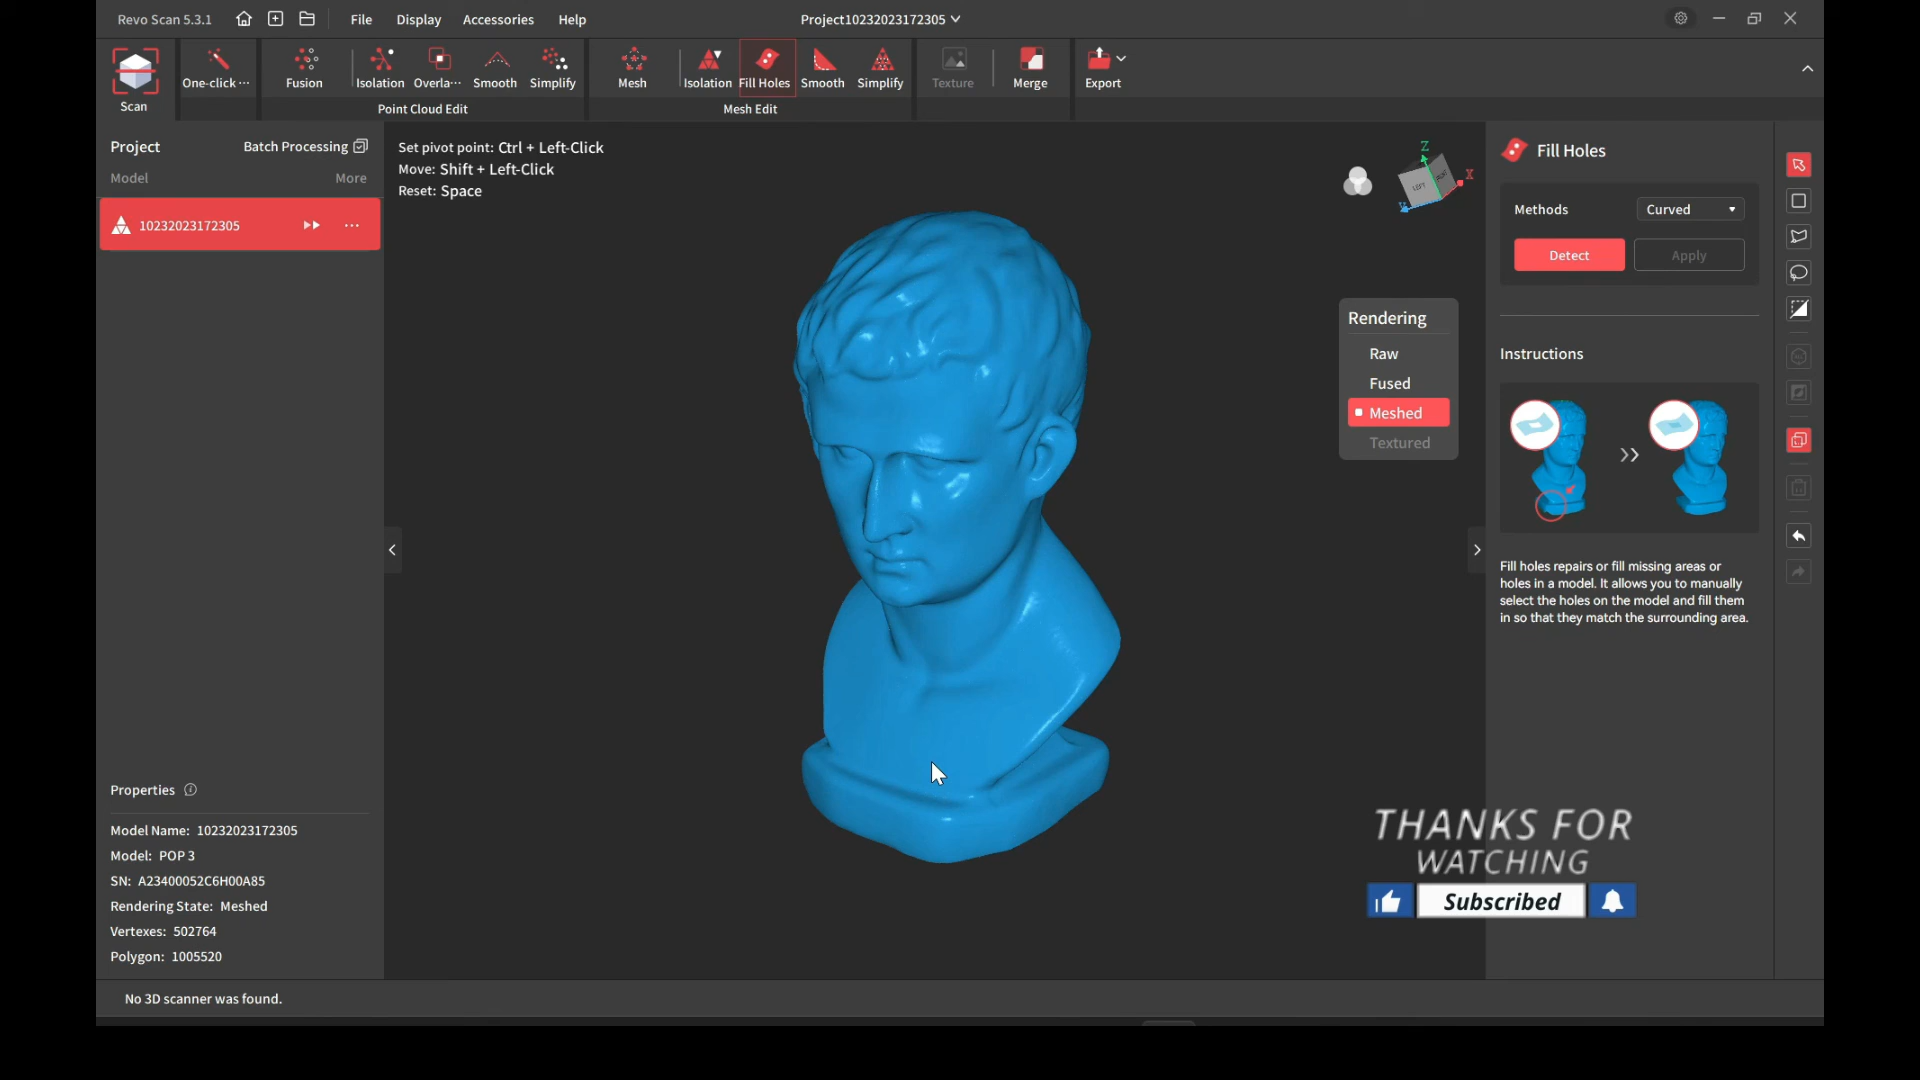 Revo Scan 5.3.1
File
Display
Accessories
Help
Project10232023172305
Scan
One-click ···
Fusion
Isolation
Overla···
Smooth
Simplify
Point Cloud Edit
Mesh
Isolation
Fill Holes
Smooth
Simplify
Mesh Edit
Texture
Merge
Export
Project
Batch Processing
Model
More
10232023172305
Set pivot point: Ctrl + Left-Click
Move: Shift + Left-Click
Reset: Space
Z
X
Y
LEFT
FRONT
Rendering
Raw
Fused
Meshed
Textured
Fill Holes
Methods
Curved
Detect
Apply
Instructions
Fill holes repairs or fill missing areas or
holes in a model. It allows you to manually
select the holes on the model and fill them
in so that they match the surrounding area.
Properties
Model Name: 10232023172305
Model: POP 3
SN: A23400052C6H00A85
Rendering State: Meshed
Vertexes: 502764
Polygon: 1005520
THANKS FOR
WATCHING
Subscribed
No 3D scanner was found.